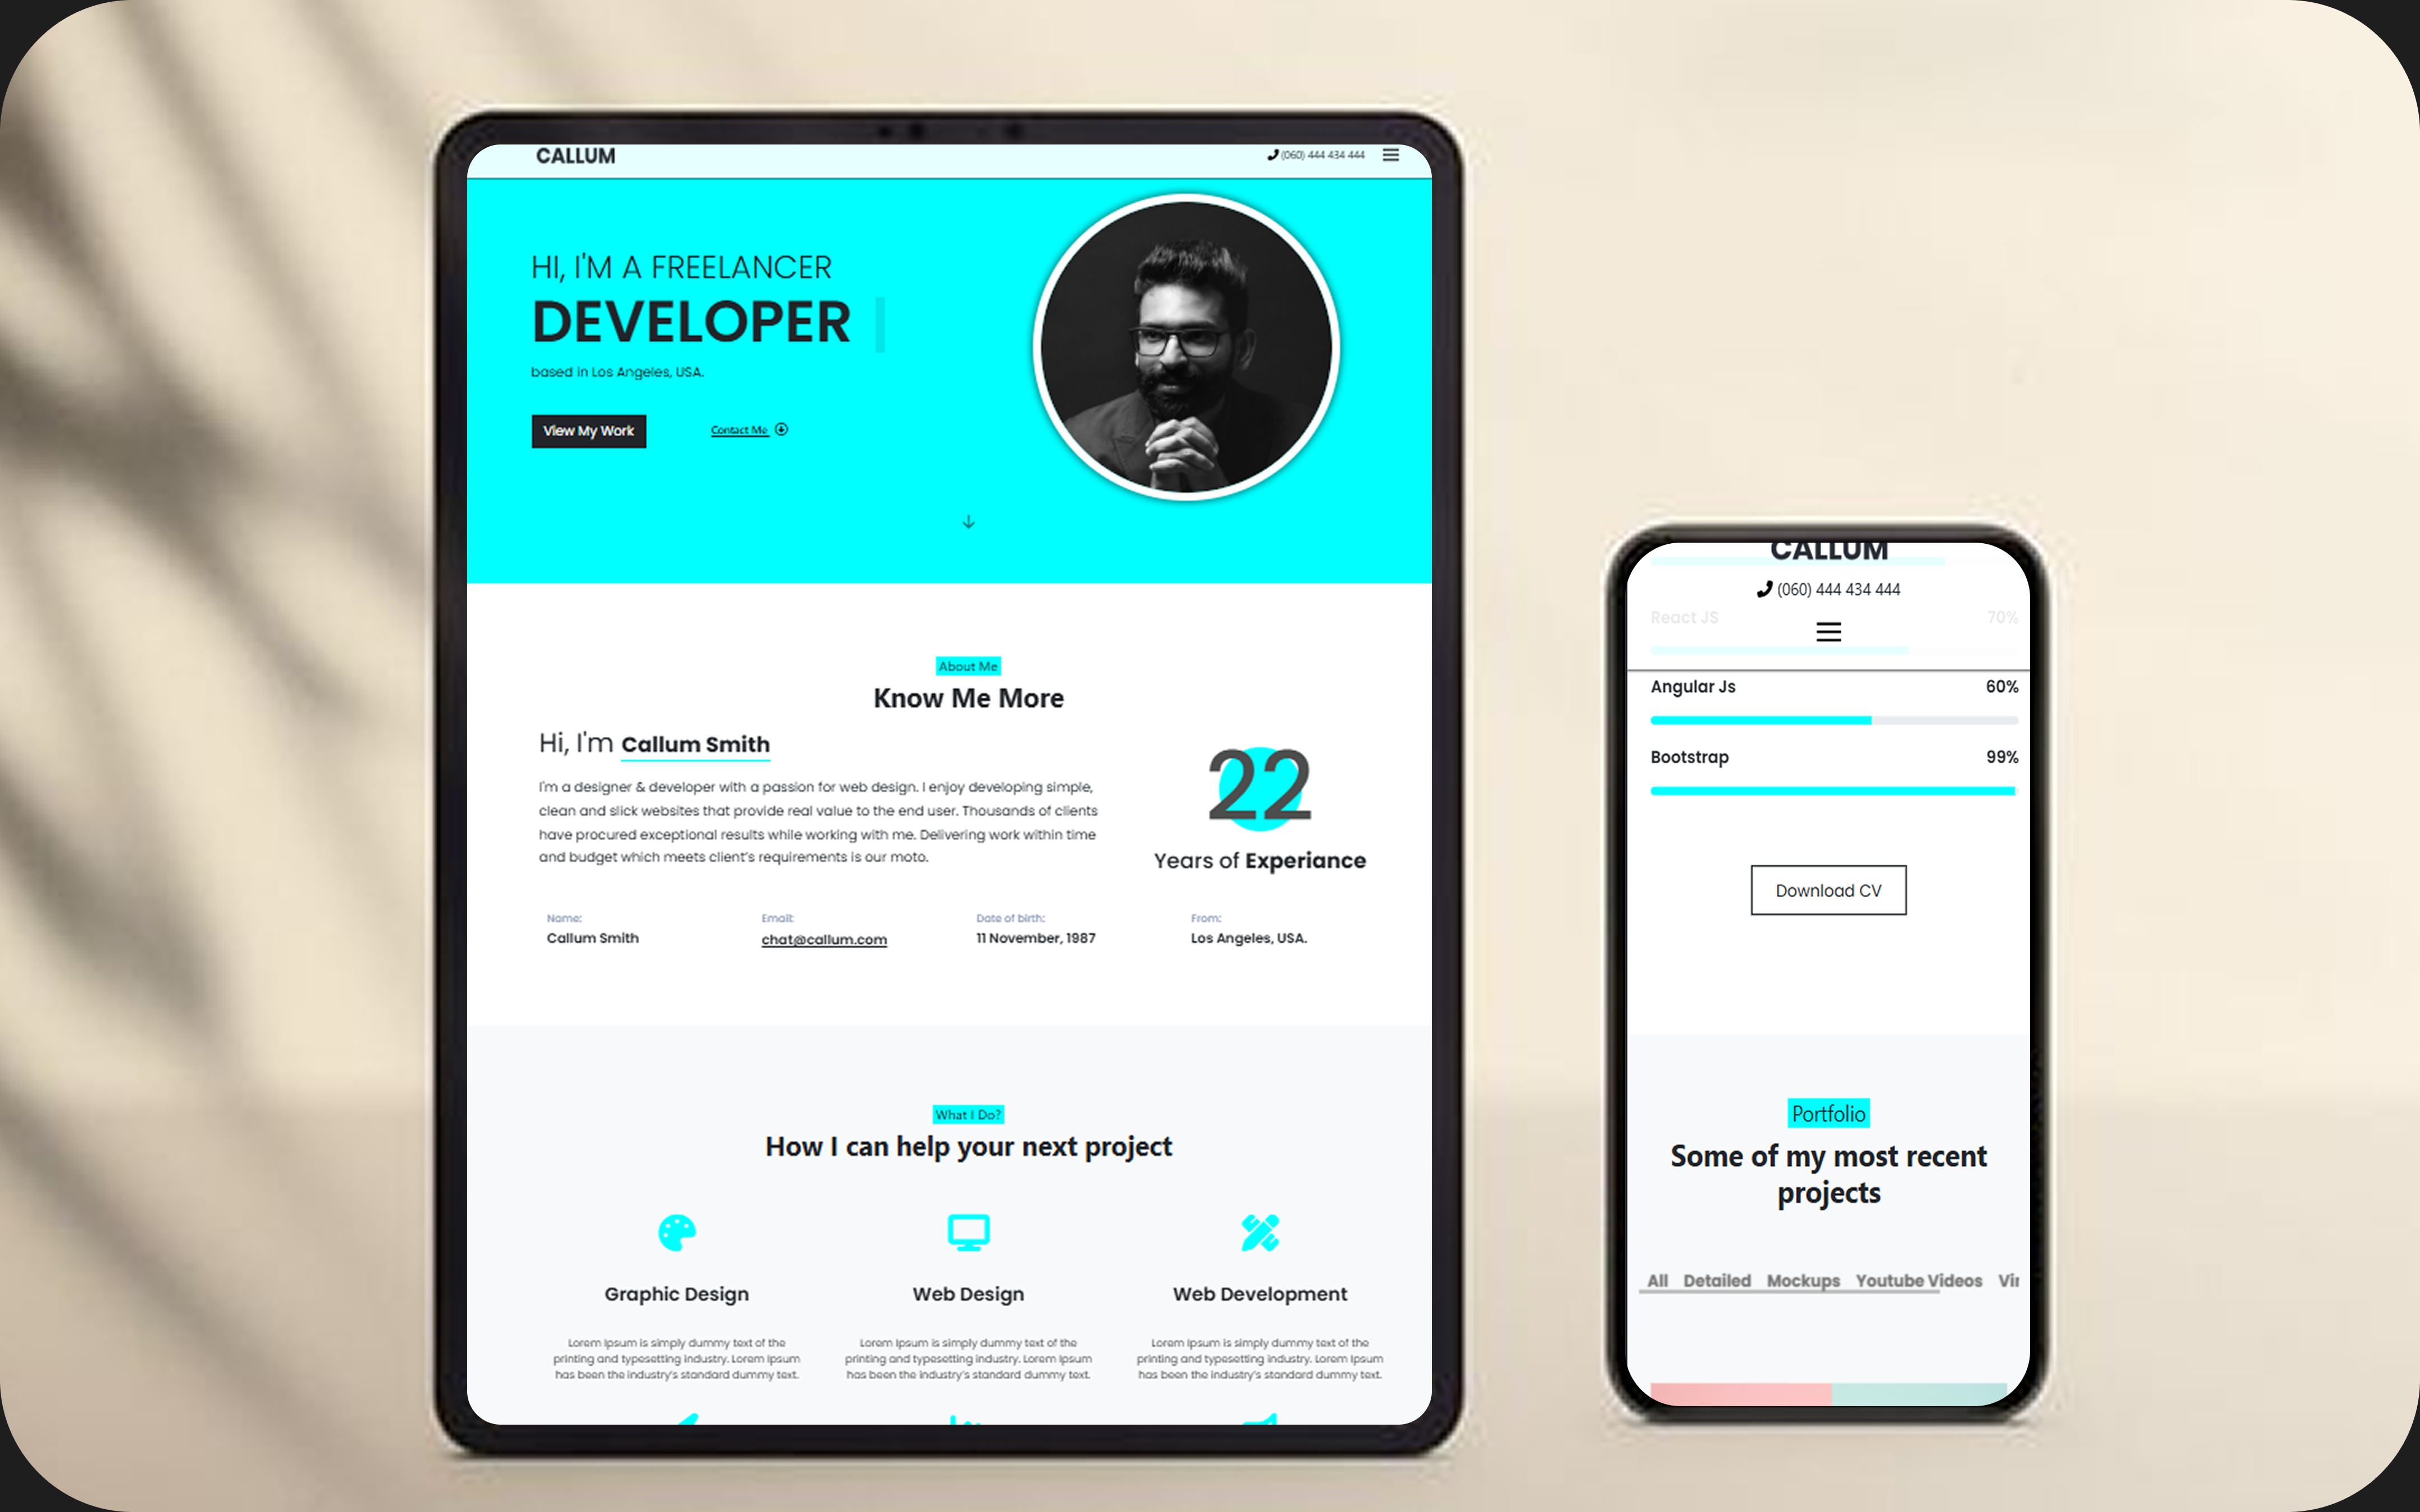 CALLUM
(060) 444 434 444
HI, I'M A FREELANCER
DEVELOPER
based in Los Angeles, USA.
View My Work
Contact Me
About Me
Know Me More
Hi, I'm Callum Smith
I'm a designer & developer with a passion for web design. I enjoy developing simple,
clean and slick websites that provide real value to the end user. Thousands of clients
have procured exceptional results while working with me. Delivering work within time
and budget which meets client's requirements is our moto.
22
Years of Experiance
Name:
Callum Smith
Email:
chat@callum.com
Date of birth:
11 November, 1987
From:
Los Angeles, USA.
What I Do?
How I can help your next project
Graphic Design
Lorem Ipsum is simply dummy text of the
printing and typesetting industry. Lorem Ipsum
has been the industry's standard dummy text.
Web Design
Lorem Ipsum is simply dummy text of the
printing and typesetting industry. Lorem Ipsum
has been the industry's standard dummy text.
Web Development
Lorem Ipsum is simply dummy text of the
printing and typesetting industry. Lorem Ipsum
has been the industry's standard dummy text.
CALLUM
(060) 444 434 444
React JS 70%
Angular Js 60%
Bootstrap 99%
Download CV
Portfolio
Some of my most recent
projects
All Detailed Mockups Youtube Videos